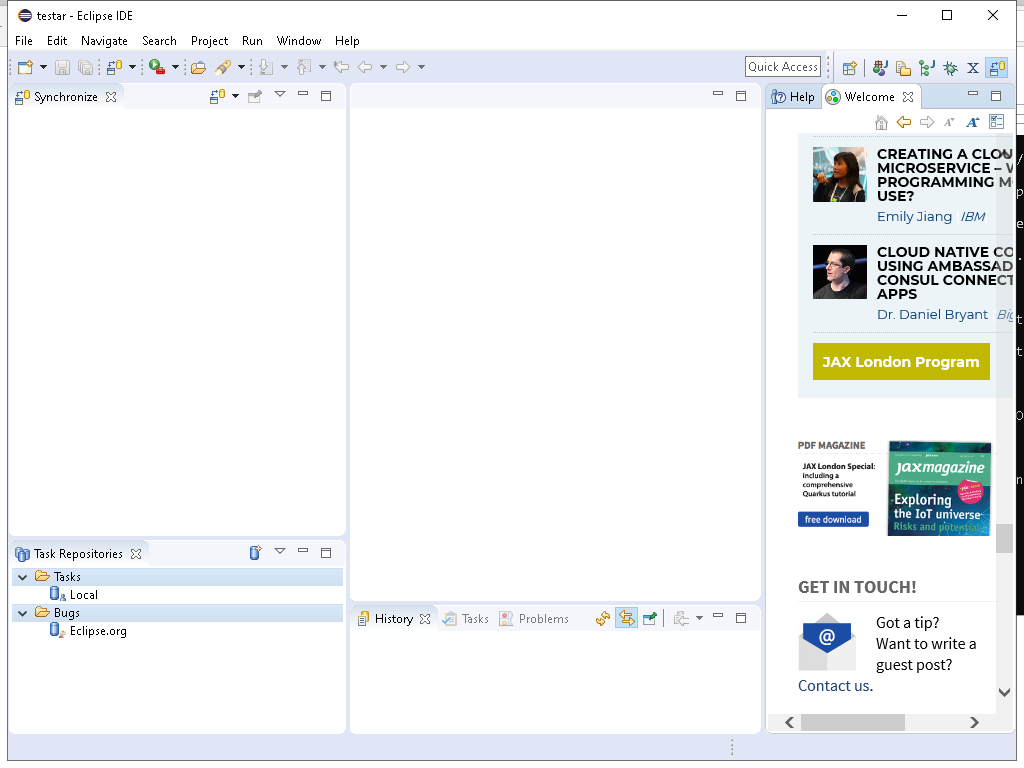 testar - Eclipse IDE
File Edit Navigate Search Project Run Window Help
Quick Access
Synchronize
Help
Welcome
CREATING A CLOU
MICROSERVICE –
PROGRAMMING M
USE?
Emily Jiang IBM
CLOUD NATIVE CO
USING AMBASSAD
CONSUL CONNECT
APPS
Dr. Daniel Bryant Big
JAX London Program
PDF MAGAZINE
JAX London Special:
including a
comprehensive
Quarkus tutorial
free download
jaxmagazine
Exploring
the IoT universe
Risks and potential
GET IN TOUCH!
@
Got a tip?
Want to write a
guest post?
Contact us.
Task Repositories
Tasks
Local
Bugs
Eclipse.org
History
Tasks
Problems